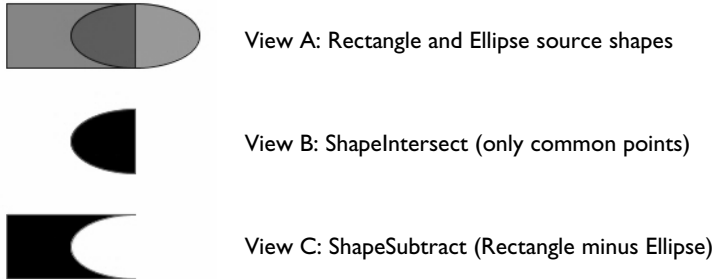 View A: Rectangle and Ellipse source shapes
View B: ShapeIntersect (only common points)
View C: ShapeSubtract (Rectangle minus Ellipse)